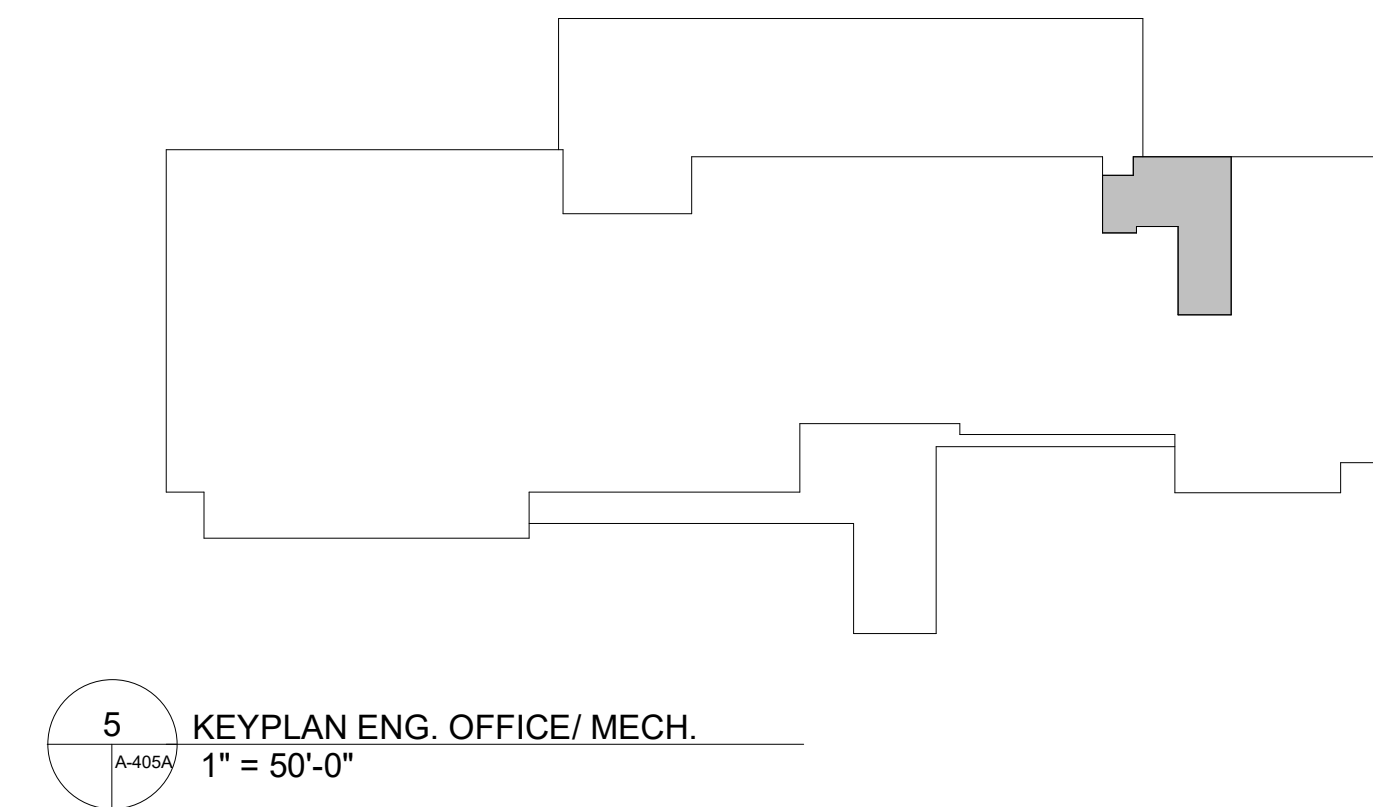 5
KEYPLAN ENG. OFFICE/ MECH.
A-405A
1" = 50'-0"